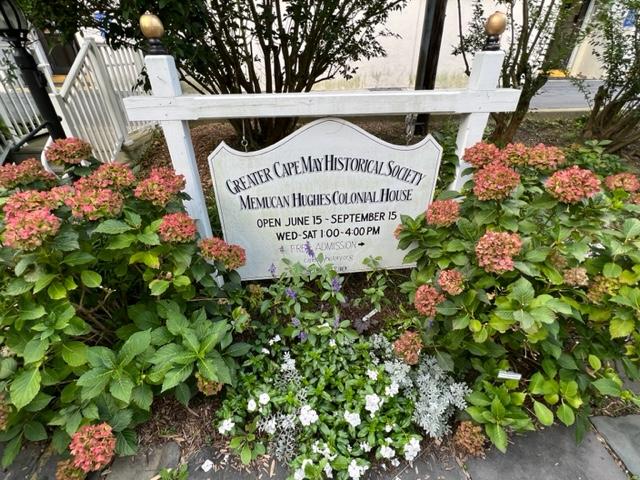 GREATER CAPE MAY HISTORICAL SOCIETY
MEMUCAN HUGHES COLONIAL HOUSE
OPEN JUNE 15 - SEPTEMBER 15
WED-SAT 1:00-4:00 PM
FREE ADMISSION →